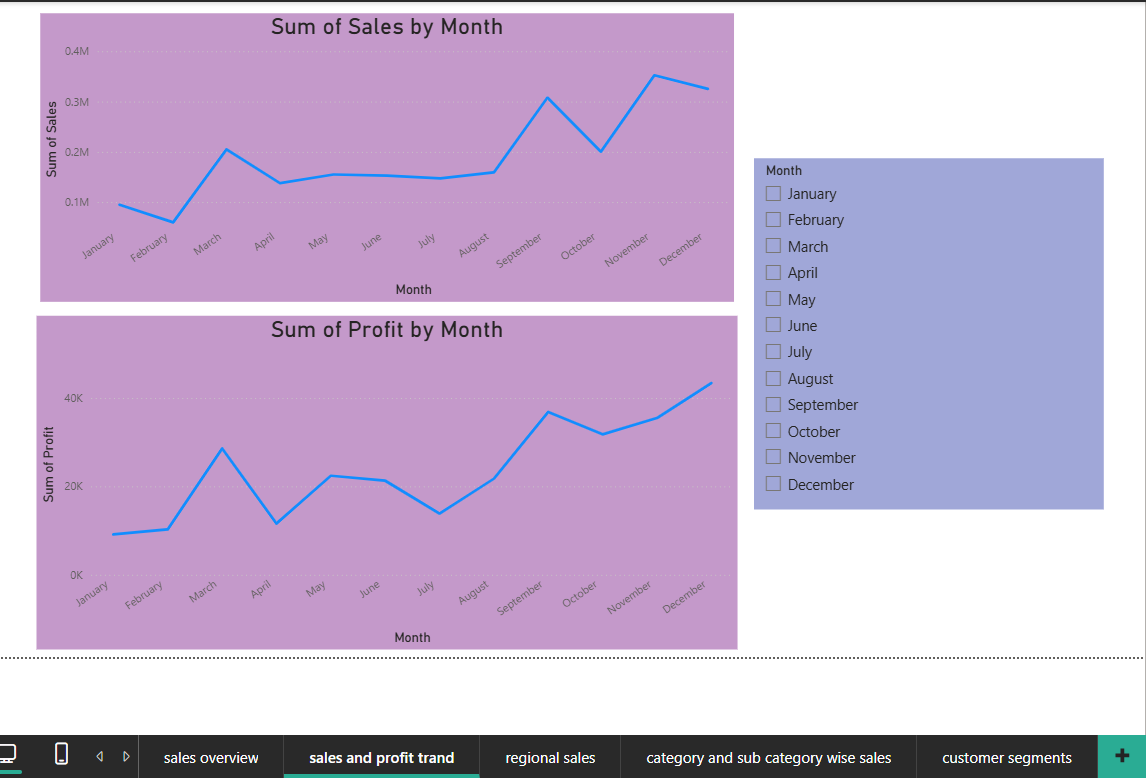 Sum of Sales by Month
0.4M
0.3M
0.2M
0.1M
Sum of Sales
January February March April May June July August September October November December
Month
Sum of Profit by Month
40K
20K
0K
Sum of Profit
January February March April May June July August September October November December
Month
Month
January
February
March
April
May
June
July
August
September
October
November
December
sales overview
sales and profit trand
regional sales
category and sub category wise sales
customer segments
+